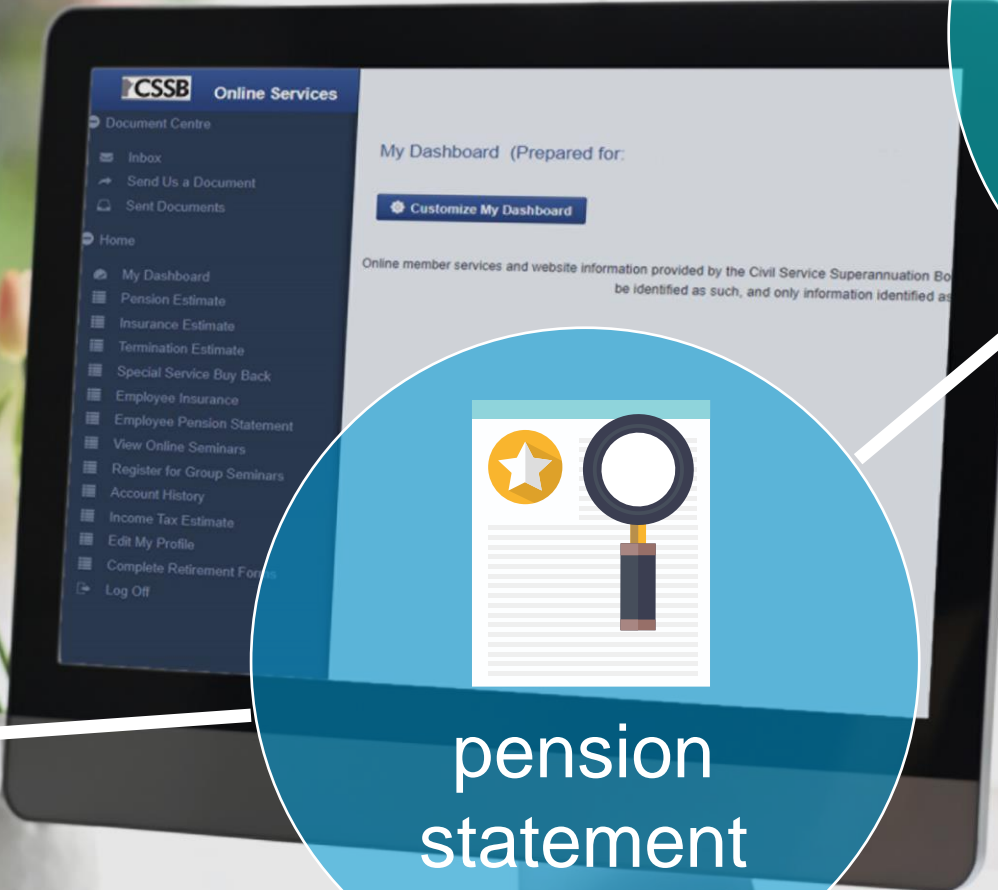 CSSB Online Services
Document Centre
Inbox
Send Us a Document
Sent Documents
Home
My Dashboard
Pension Estimate
Insurance Estimate
Termination Estimate
Special Service Buy Back
Employee Insurance
Employee Pension Statement
View Online Seminars
Register for Group Seminars
Account History
Income Tax Estimate
Edit My Profile
Complete Retirement Forms
Log Off
My Dashboard (Prepared for:
Customize My Dashboard
Online member services and website information provided by the Civil Service Superannuation Bo
be identified as such, and only information identified as
pension
statement